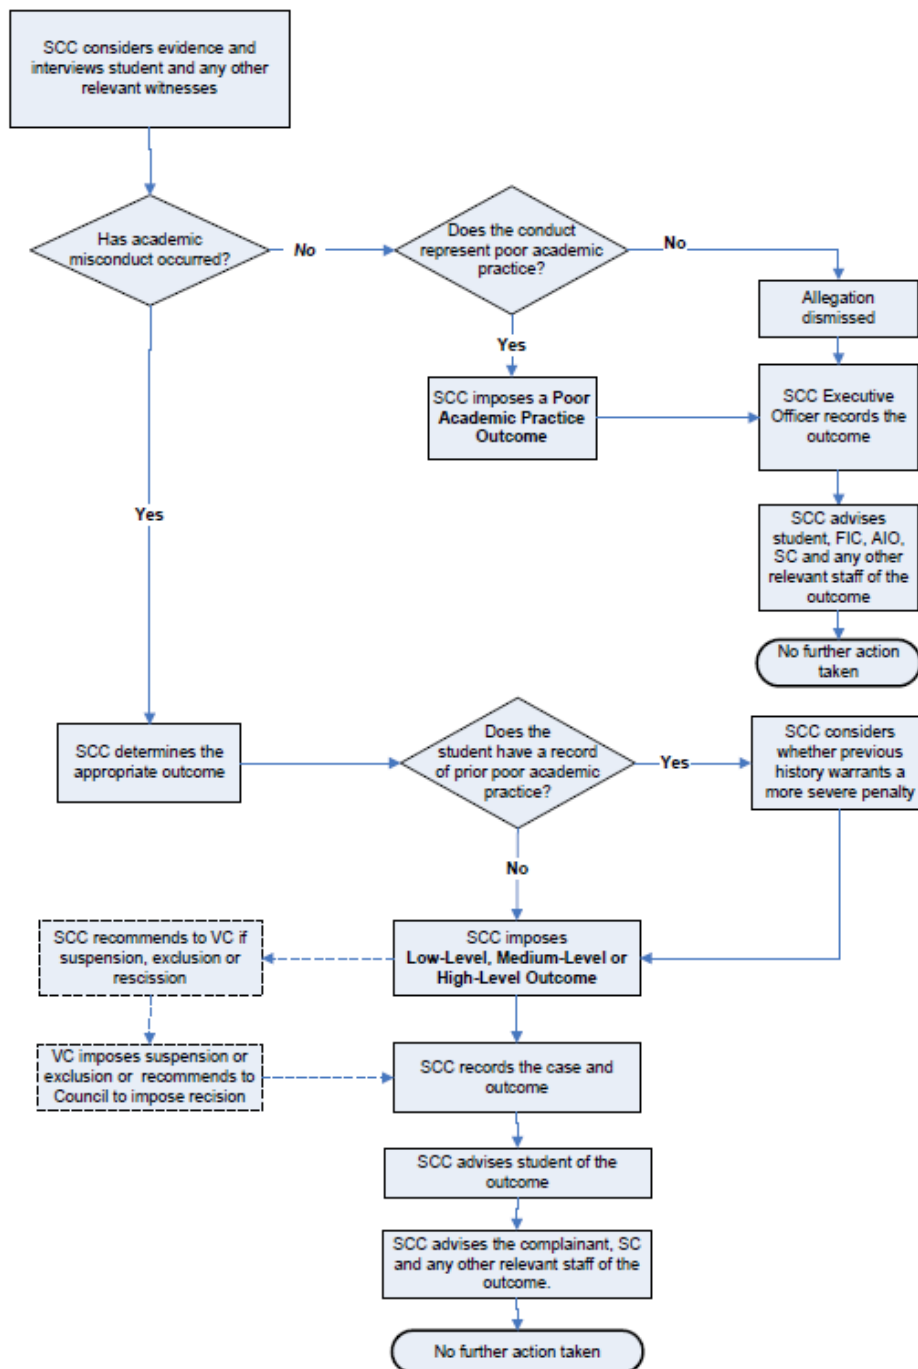 SCC considers evidence and
interviews student and any other
relevant witnesses
Has academic
misconduct occurred?
No
Does the conduct
represent poor academic
practice?
No
Allegation
dismissed
Yes
SCC imposes a Poor
Academic Practice
Outcome
SCC Executive
Officer records the
outcome
Yes
SCC advises
student, FIC, AIO,
SC and any other
relevant staff of the
outcome
No further action
taken
SCC determines the
appropriate outcome
Does the
student have a record
of prior poor academic
practice?
Yes
SCC considers
whether previous
history warrants a
more severe penalty
No
SCC recommends to VC if
suspension, exclusion or
rescission
SCC imposes
Low-Level, Medium-Level or
High-Level Outcome
VC imposes suspension or
exclusion or recommends to
Council to impose recision
SCC records the case and
outcome
SCC advises student of the
outcome
SCC advises the complainant, SC
and any other relevant staff of the
outcome.
No further action taken